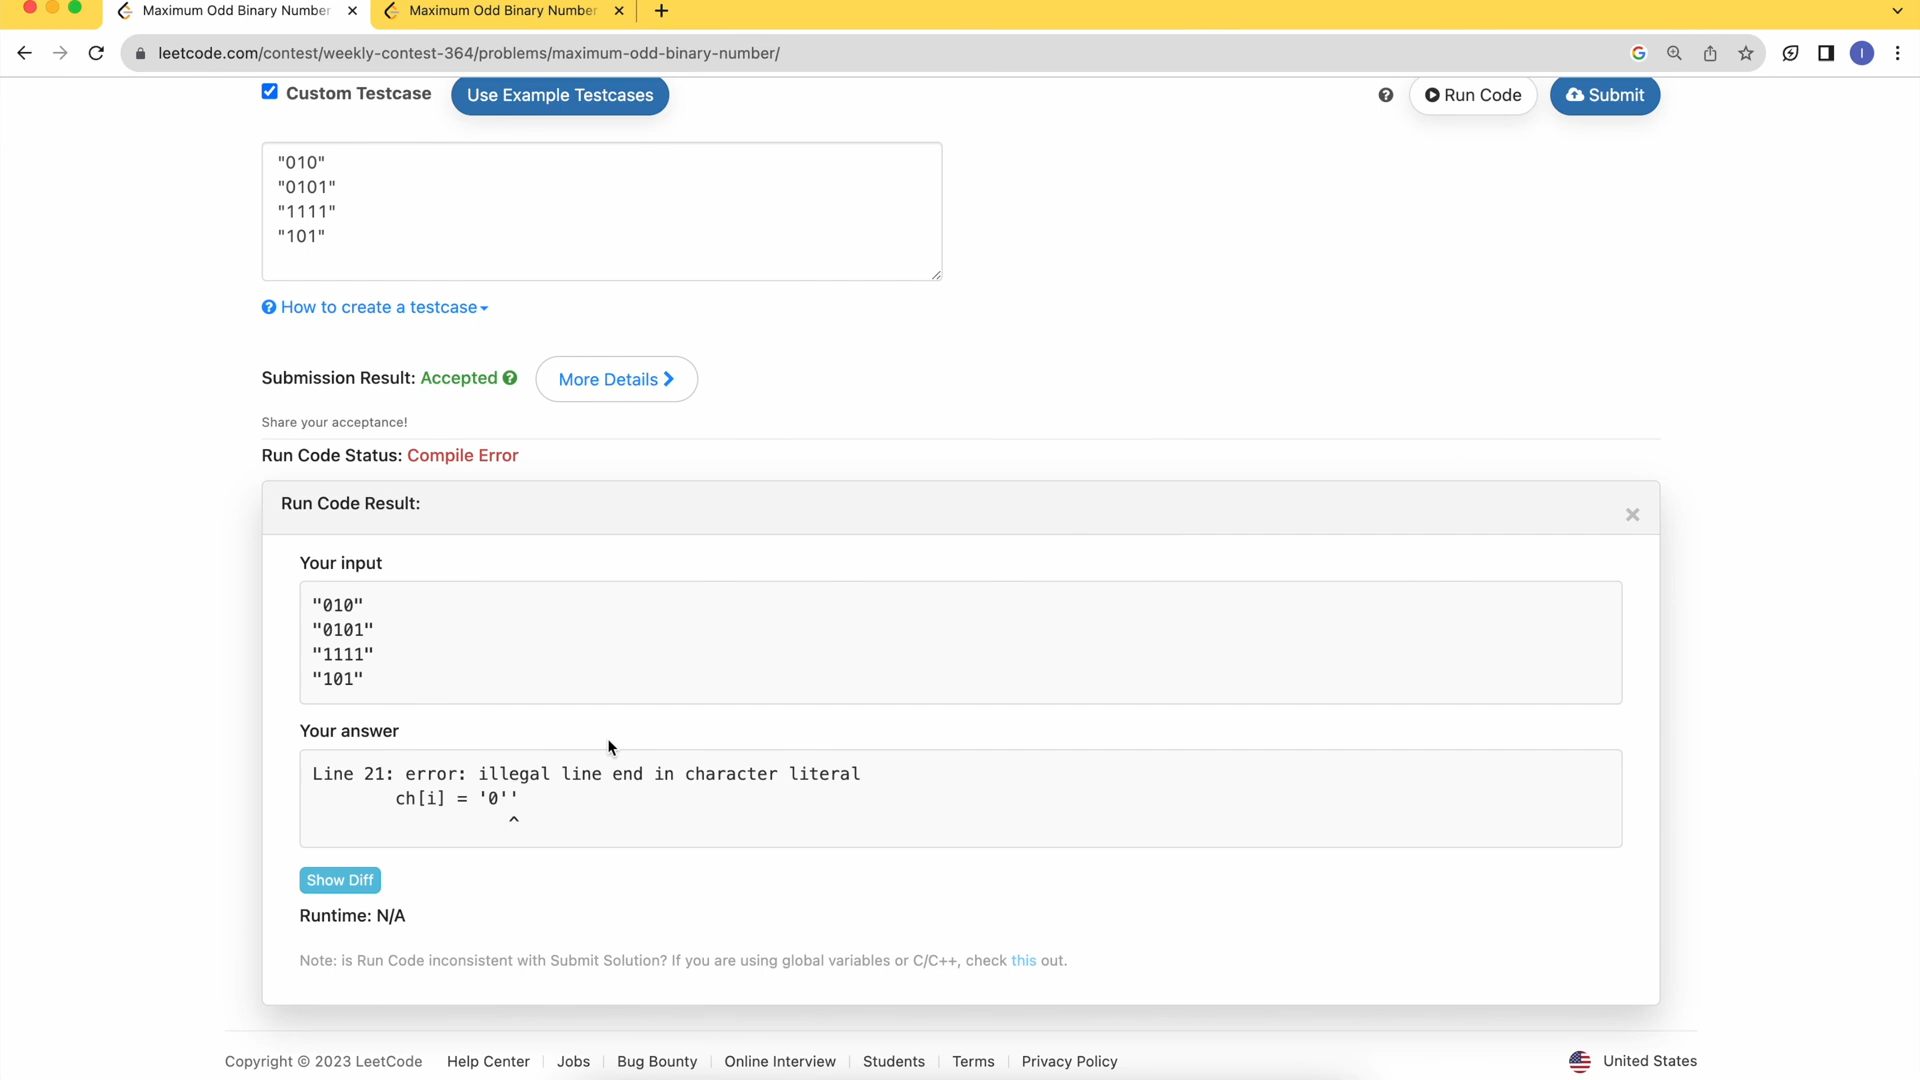 Maximum Odd Binary Number
Maximum Odd Binary Number
leetcode.com/contest/weekly-contest-364/problems/maximum-odd-binary-number/
I
Custom Testcase
Use Example Testcases
Run Code
Submit
"010"
"0101"
"1111"
"101"
How to create a testcase
Submission Result: Accepted
More Details
Share your acceptance!
Run Code Status: Compile Error
Run Code Result:
Your input
"010"
"0101"
"1111"
"101"
Your answer
Line 21: error: illegal line end in character literal
ch[i] = '0''
^
Show Diff
Runtime: N/A
Note: is Run Code inconsistent with Submit Solution? If you are using global variables or C/C++, check this out.
Copyright © 2023 LeetCode
Help Center
Jobs
Bug Bounty
Online Interview
Students
Terms
Privacy Policy
United States